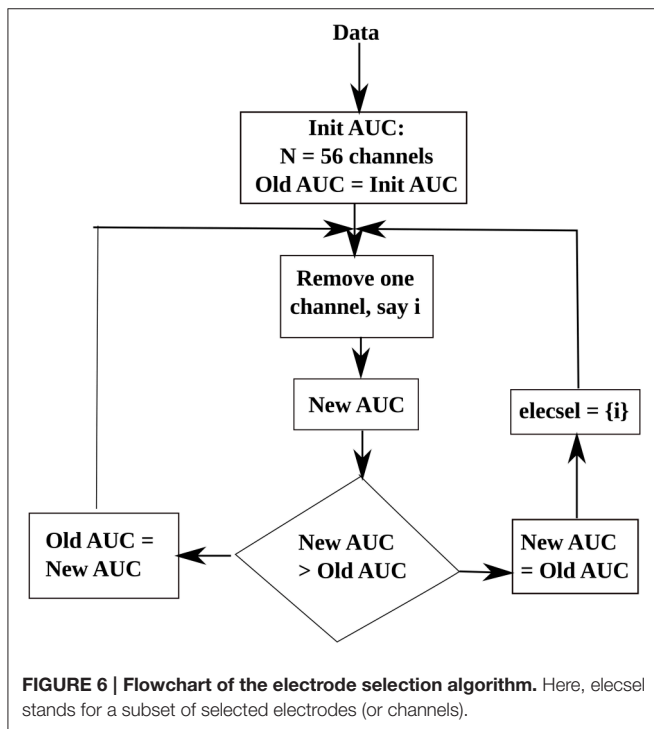 Data
Init AUC:
N = 56 channels
Old AUC = Init AUC
Remove one
channel, say i
New AUC
elecsel = {i}
Old AUC =
New AUC
New AUC
> Old AUC
New AUC
= Old AUC
FIGURE 6 | Flowchart of the electrode selection algorithm. Here, elecsel
stands for a subset of selected electrodes (or channels).